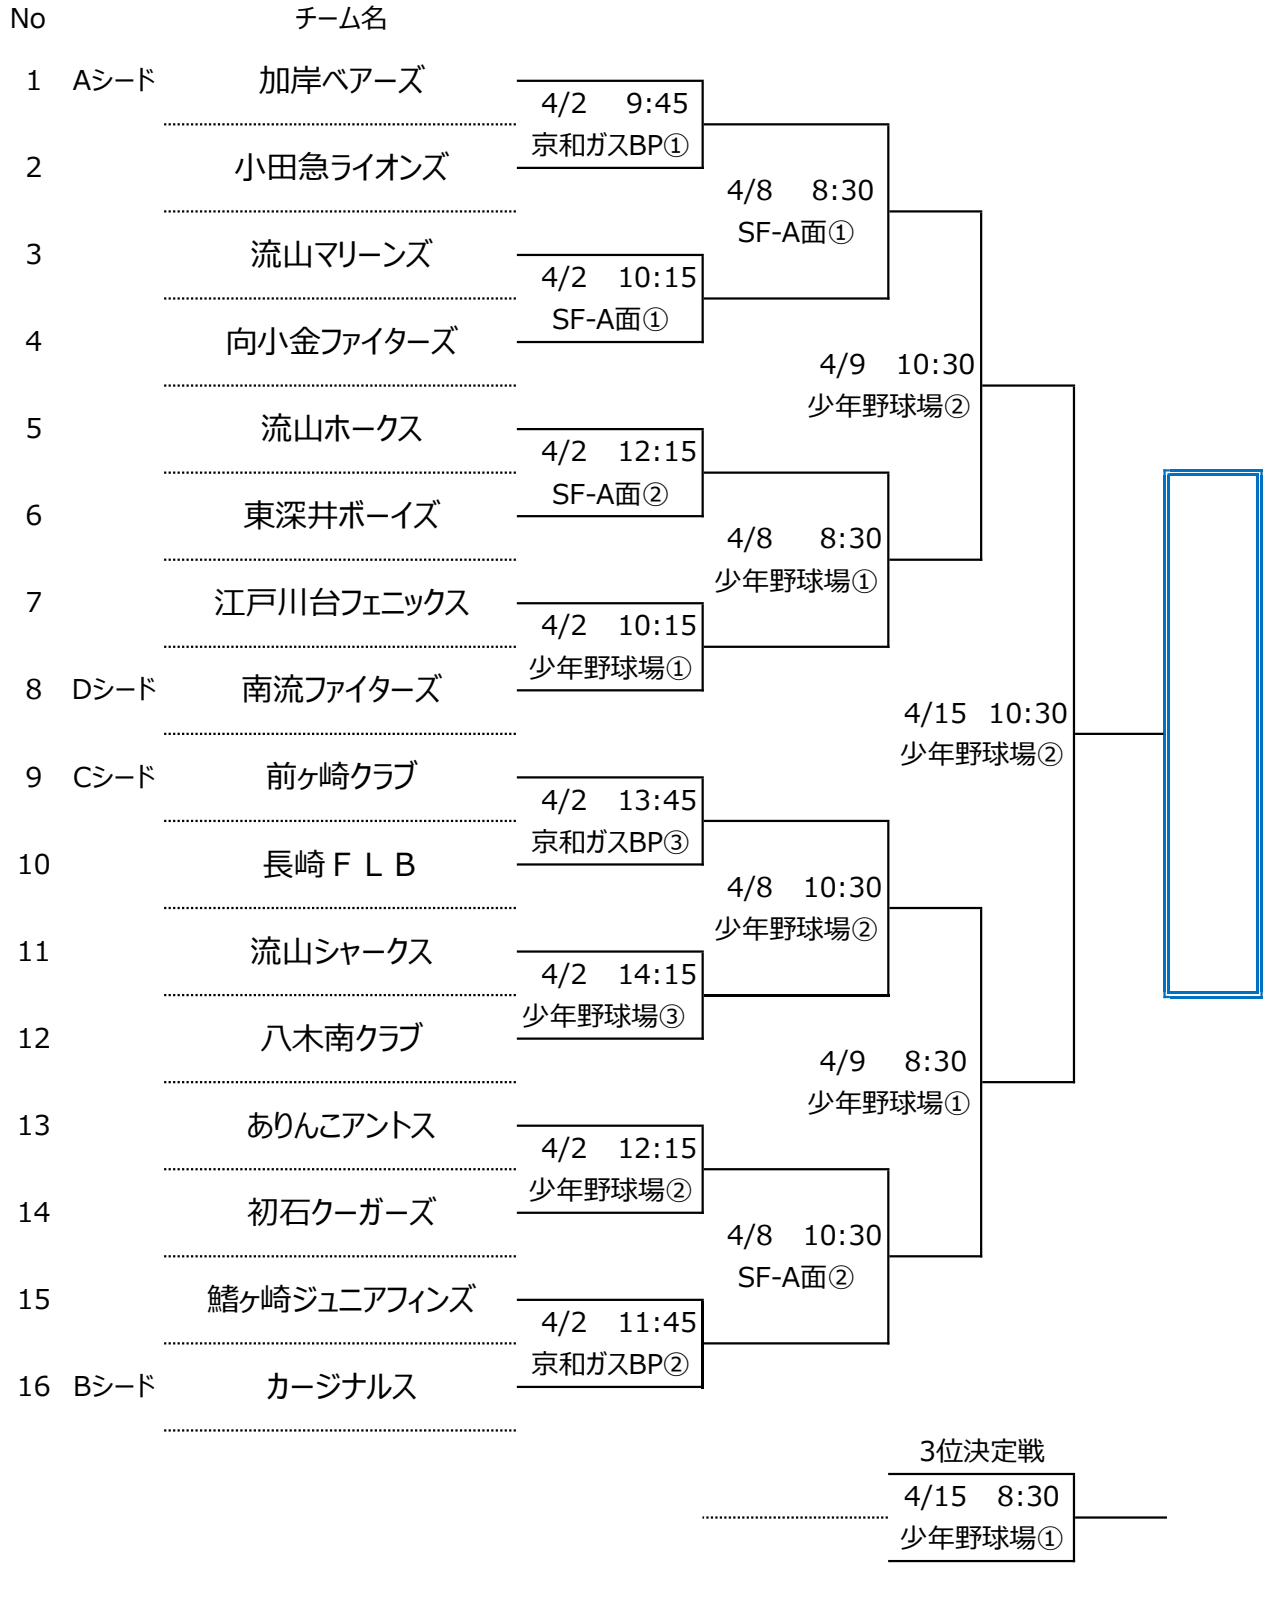 No チーム名
1 Aシード 加岸ベアーズ
4/2 9:45
京和ガスBP①
2 小田急ライオンズ
4/8 8:30
SF-A面①
3 流山マリーンズ
4/2 10:15
SF-A面①
4 向小金ファイターズ
4/9 10:30
少年野球場②
5 流山ホークス
4/2 12:15
SF-A面②
6 東深井ボーイズ
4/8 8:30
少年野球場①
7 江戸川台フェニックス
4/2 10:15
少年野球場①
8 Dシード 南流ファイターズ
4/15 10:30
少年野球場②
9 Cシード 前ヶ崎クラブ
4/2 13:45
京和ガスBP③
10 長崎ＦＬＢ
4/8 10:30
少年野球場②
11 流山シャークス
4/2 14:15
少年野球場③
12 八木南クラブ
4/9 8:30
少年野球場①
13 ありんこアントス
4/2 12:15
少年野球場②
14 初石クーガーズ
4/8 10:30
SF-A面②
15 鰭ヶ崎ジュニアフィンズ
4/2 11:45
京和ガスBP②
16 Bシード カージナルス
3位決定戦
4/15 8:30
少年野球場①